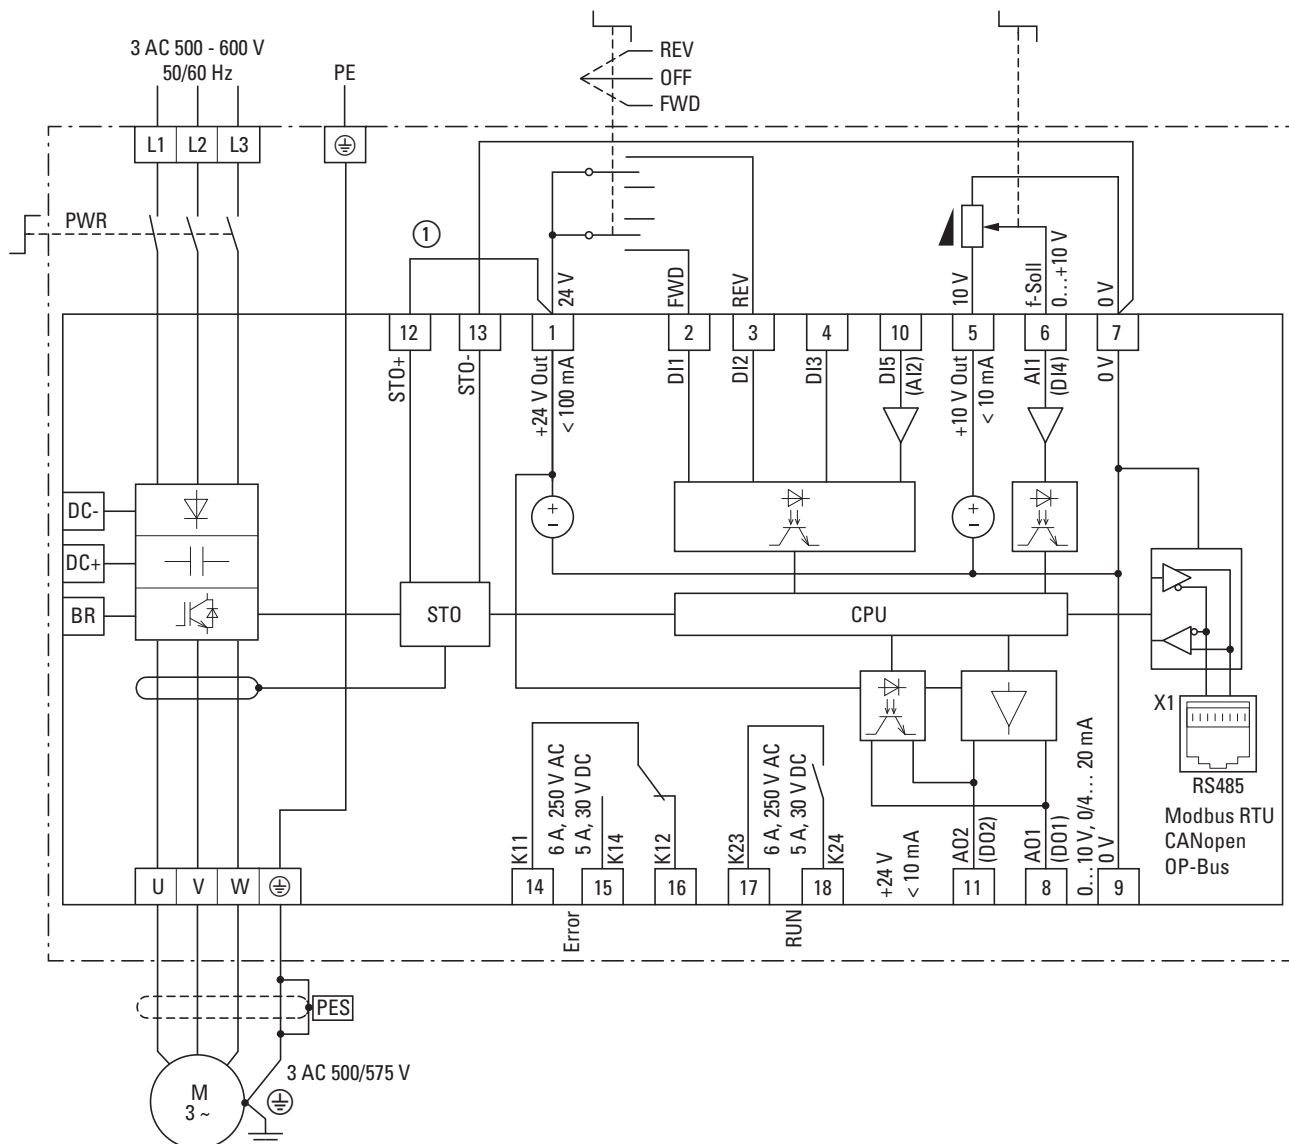 3 AC 500 - 600 V
50/60 Hz
PE
REV
OFF
FWD
L1 L2 L3
PWR
1
24 V
FWD
REV
10 V
f-Soll
0...+10 V
0 V
12
13
1
2
3
4
10
5
6
7
STO+
STO-
+24 V Out
< 100 mA
DI1
DI2
DI3
DI5
(AI2)
+10 V Out
< 10 mA
AI1
(DI4)
0 V
DC-
DC+
BR
+
–
+
–
STO
CPU
X1
RS485
Modbus RTU
CANopen
OP-Bus
K11
6 A, 250 V AC
5 A, 30 V DC
K14
K12
K23
6 A, 250 V AC
5 A, 30 V DC
K24
+24 V
< 10 mA
AO2
(DO2)
AO1
(DO1)
0...10 V, 0/4... 20 mA
0 V
U V W
14
15
16
17
18
11
8
9
Error
RUN
PES
3 AC 500/575 V
M
3 ~